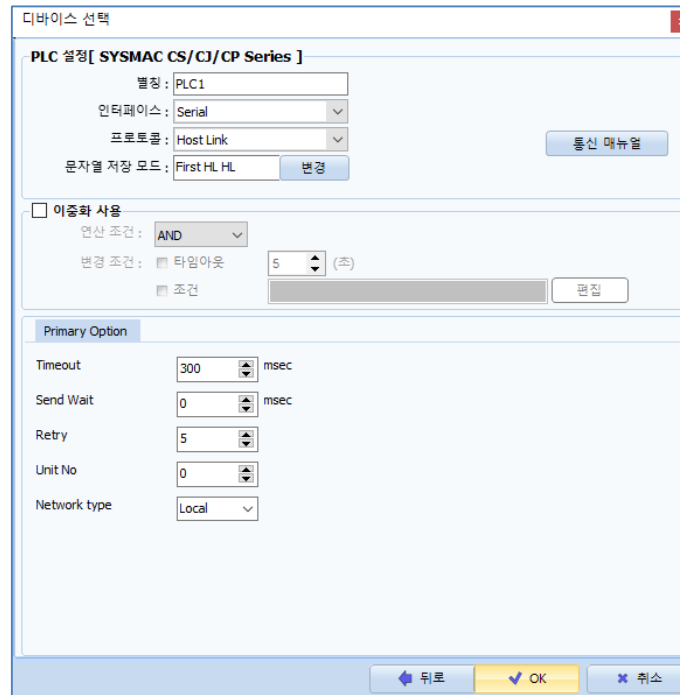 디바이스 선택
PLC 설정[ SYSMAC CS/CJ/CP Series ]
별칭 : PLC1
인터페이스 : Serial
프로토콜 : Host Link 통신 매뉴얼
문자열 저장 모드 : First HL HL 변경
이중화 사용
연산 조건 : AND
변경 조건 : 타임아웃 5 (초)
조건 편집
Primary Option
Timeout 300 msec
Send Wait 0 msec
Retry 5
Unit No 0
Network type Local
뒤로 OK 취소